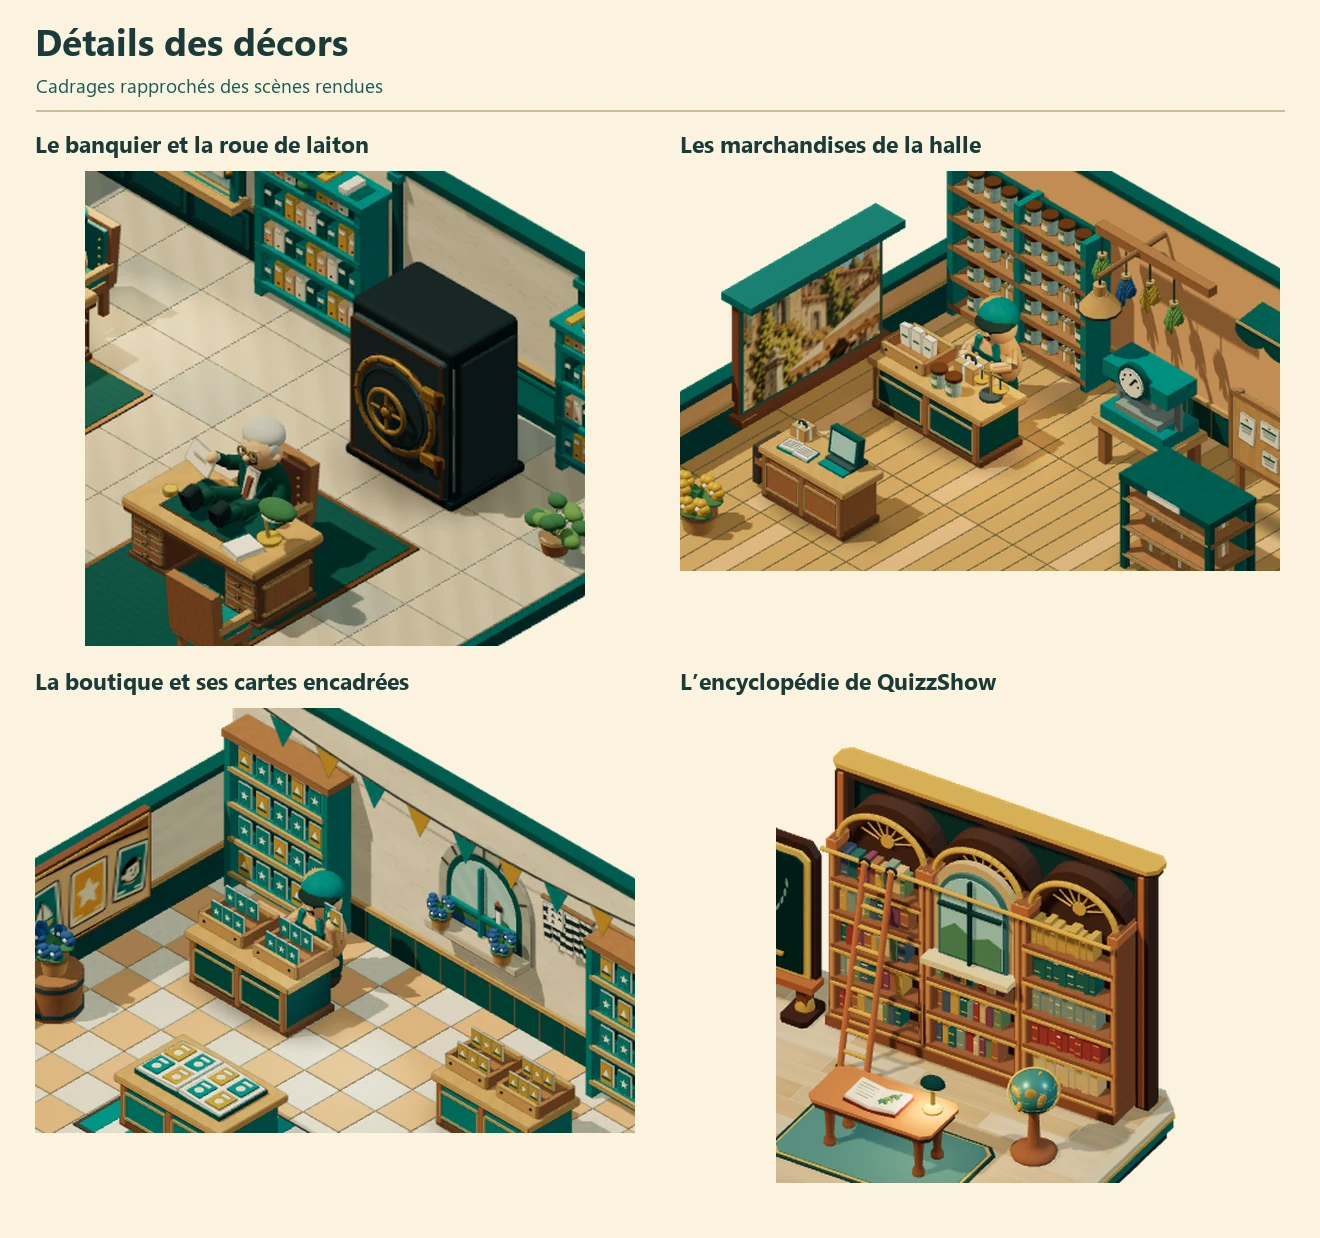 Détails des décors
Cadrages rapprochés des scènes rendues
Le banquier et la roue de laiton
Les marchandises de la halle
La boutique et ses cartes encadrées
L’encyclopédie de QuizzShow